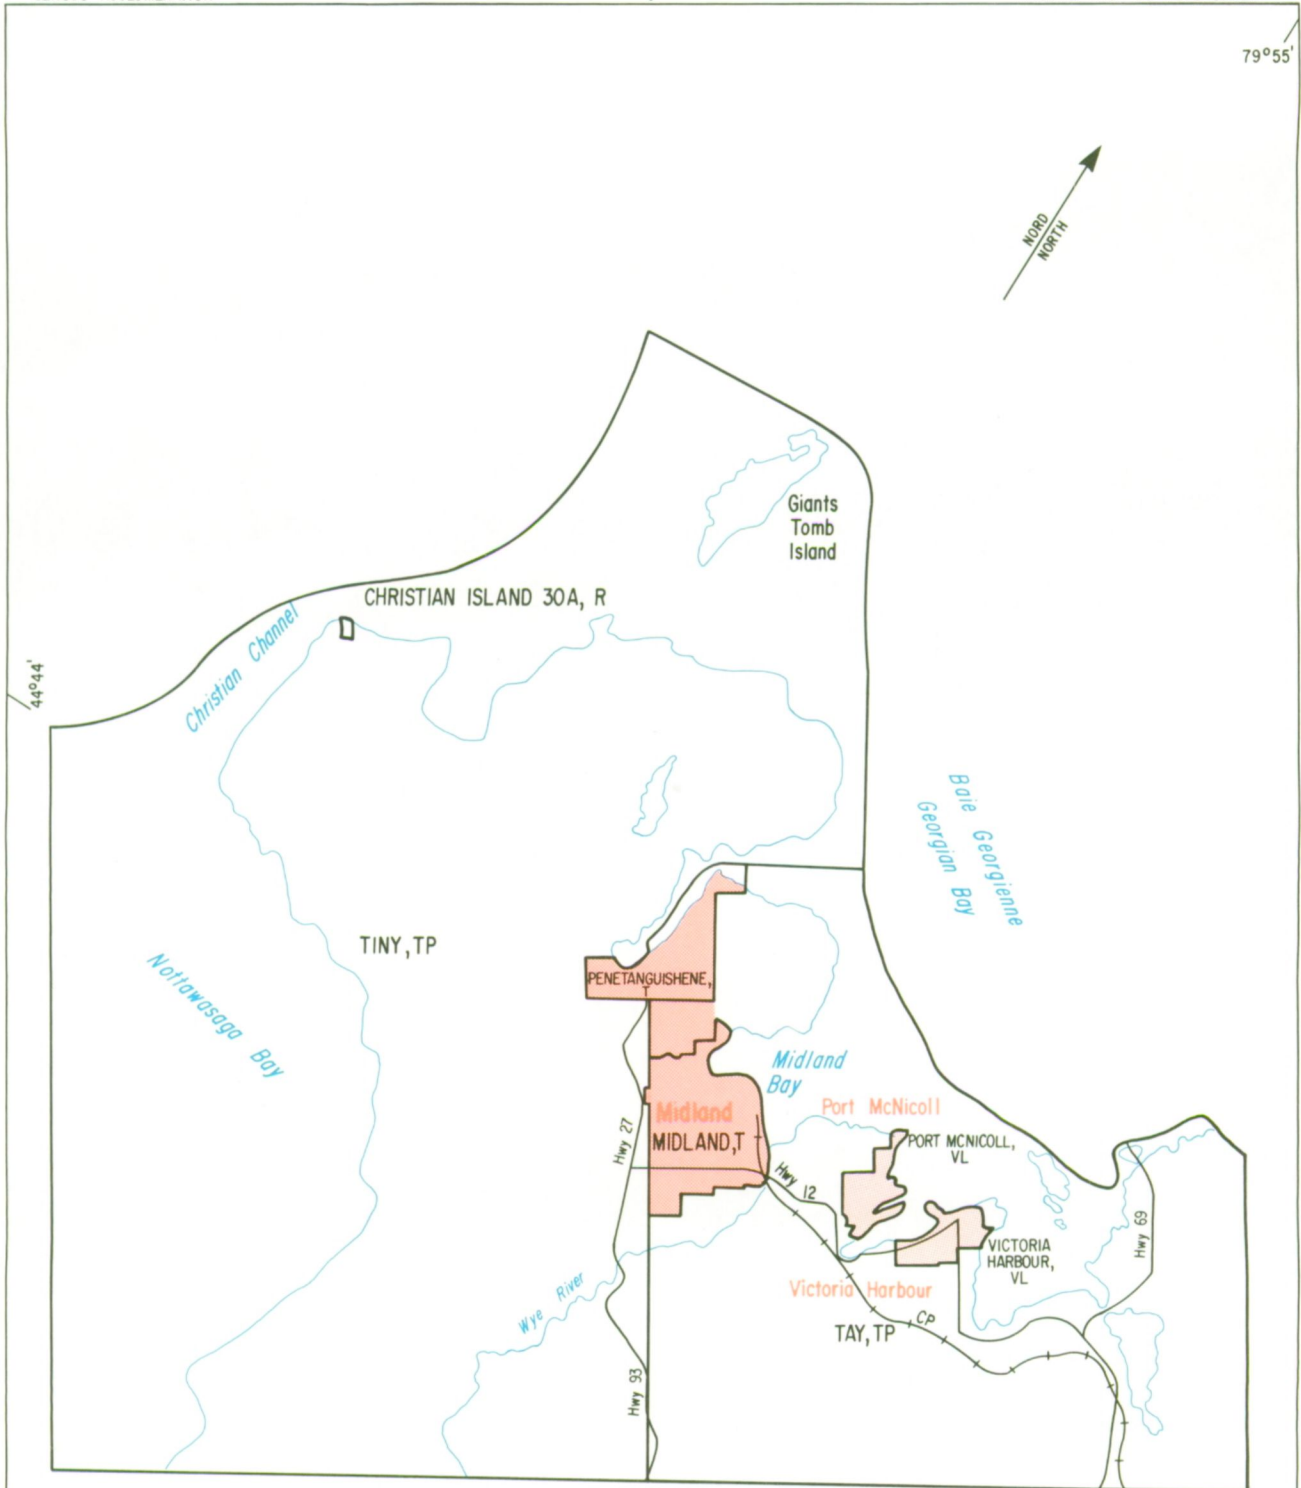 79°55'
NORD
NORTH
Giants
Tomb
Island
CHRISTIAN ISLAND 30A, R
Christian Channel
44°44'
Baie Georgienne
Georgian Bay
TINY, TP
Nottawasaga Bay
PENETANGUISHENE,
T
Midland
Bay
Midland
MIDLAND, T
Port McNicoll
PORT MCNICOLL,
VL
Hwy 27
Hwy 12
Hwy 69
VICTORIA
HARBOUR,
VL
Victoria Harbour
Wye River
CP
TAY, TP
Hwy 93